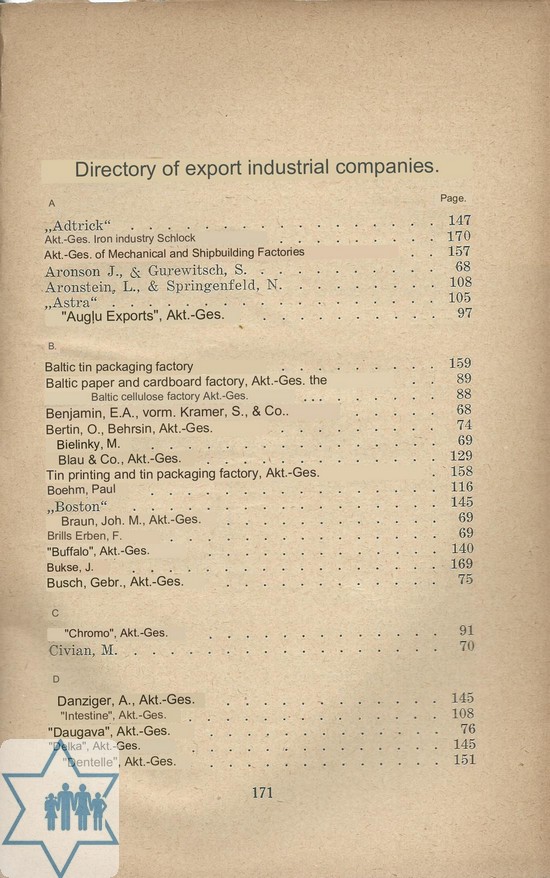 Directory of export industrial companies.
A
Page.
„Adtrick“ . . . . . . . . . . . . . . . . 147
Akt.-Ges. Iron industry Schlock . . . 170
Akt.-Ges. of Mechanical and Shipbuilding Factories . . 157
Aronson J., & Gurewitsch, S. . . . . . . . . . 68
Aronstein, L., & Springenfeld, N. . . . . . . . . 108
„Astra“ . . . . . . . . . . . . . . . . . 105
"Augļu Exports", Akt.-Ges. . . . . . . . . . 97
B.
Baltic tin packaging factory . . . . . . . . 159
Baltic paper and cardboard factory, Akt.-Ges. the . . 89
Baltic cellulose factory Akt.-Ges. ... . . . . . . 88
Benjamin, E.A., vorm. Kramer, S., & Co.. . . . . . 68
Bertin, O., Behrsin, Akt.-Ges. . . . . . . . . 74
Bielinky, M. . . . . . . . . . . . . . . . 69
Blau & Co., Akt.-Ges. . . . . . . . . . . . . . 129
Tin printing and tin packaging factory, Akt.-Ges. . . . . . . 158
Boehm, Paul . . . . . . . . . . . . . . . 116
„Boston“ . . . . . . . . . . . . . . . . 145
Braun, Joh. M., Akt.-Ges. . . . . . . . . . . . 69
Brills Erben, F. . . . . . . . . . . . . . . 69
"Buffalo", Akt.-Ges. . . . . . . . . . . . . . 140
Bukse, J. . . . . . . . . . . . . . . . . 169
Busch, Gebr., Akt.-Ges. . . . . . . . . . . . 75
C
"Chromo", Akt.-Ges. . . . . . . . . . . . . 91
Civian, M. . . . . . . . . . . . . . . . . 70
D
Danziger, A., Akt.-Ges. . . . . . . . . . . . 145
"Intestine", Akt.-Ges. . . . . . . . . . . . . . 108
"Daugava", Akt.-Ges. . . . . . . . . . . . . 76
"Delka", Akt.-Ges. . . . . . . . . . . . . . 145
"Dentelle", Akt.-Ges. . . . . . . . . . . . . . 151
171